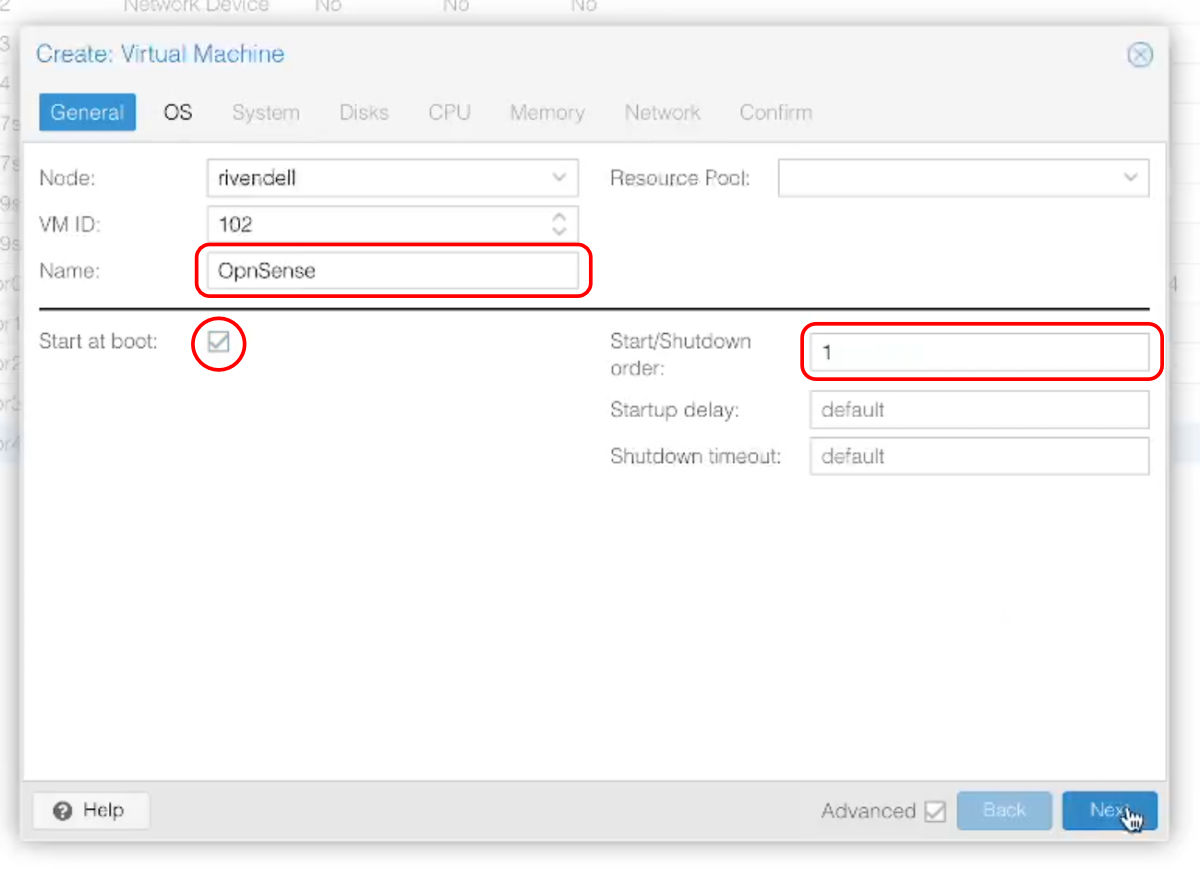 Network Device No No No
Create: Virtual Machine
General OS System Disks CPU Memory Network Confirm
Node: rivendell Resource Pool:
VM ID: 102
Name: OpnSense
Start at boot: Start/Shutdown order: 1
Startup delay: default
Shutdown timeout: default
Help Advanced Back Next